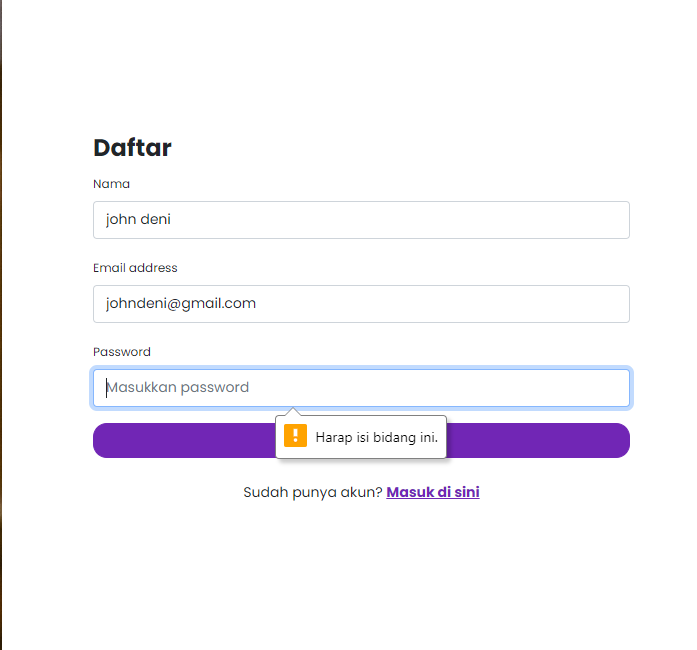 Daftar
Nama
john deni
Email address
johndeni@gmail.com
Password
Masukkan password
Harap isi bidang ini.
Sudah punya akun? Masuk di sini